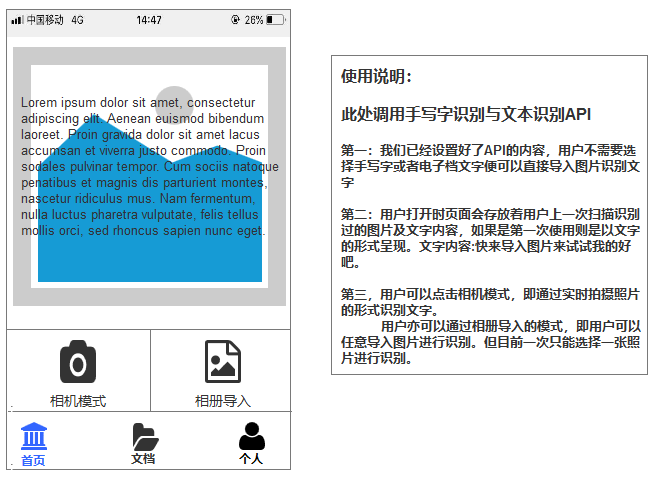 中国移动 4G 14:47 26%
Lorem ipsum dolor sit amet, consectetur
adipiscing elit. Aenean euismod bibendum
laoreet. Proin gravida dolor sit amet lacus
accumsan et viverra justo commodo. Proin
sodales pulvinar tempor. Cum sociis natoque
penatibus et magnis dis parturient montes,
nascetur ridiculus mus. Nam fermentum,
nulla luctus pharetra vulputate, felis tellus
mollis orci, sed rhoncus sapien nunc eget.
相机模式 相册导入
首页 文档 个人
使用说明：
此处调用手写字识别与文本识别API
第一：我们已经设置好了API的内容，用户不需要选
择手写字或者电子档文字便可以直接导入图片识别文
字
第二：用户打开时页面会存放着用户上一次扫描识别
过的图片及文字内容，如果是第一次使用则是以文字
的形式呈现。文字内容:快来导入图片来试试我的好
吧。
第三，用户可以点击相机模式，即通过实时拍摄照片
的形式识别文字。
用户亦可以通过相册导入的模式，即用户可以
任意导入图片进行识别。但目前一次只能选择一张照
片进行识别。